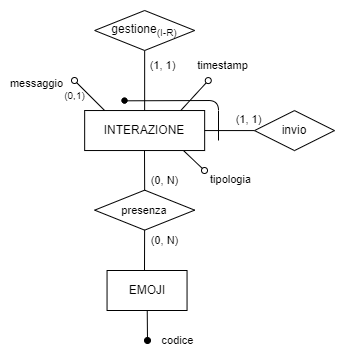 gestione(I-R)
(1, 1)
messaggio
timestamp
(0,1)
(1, 1)
INTERAZIONE
invio
(0, N)
tipologia
presenza
(0, N)
EMOJI
codice